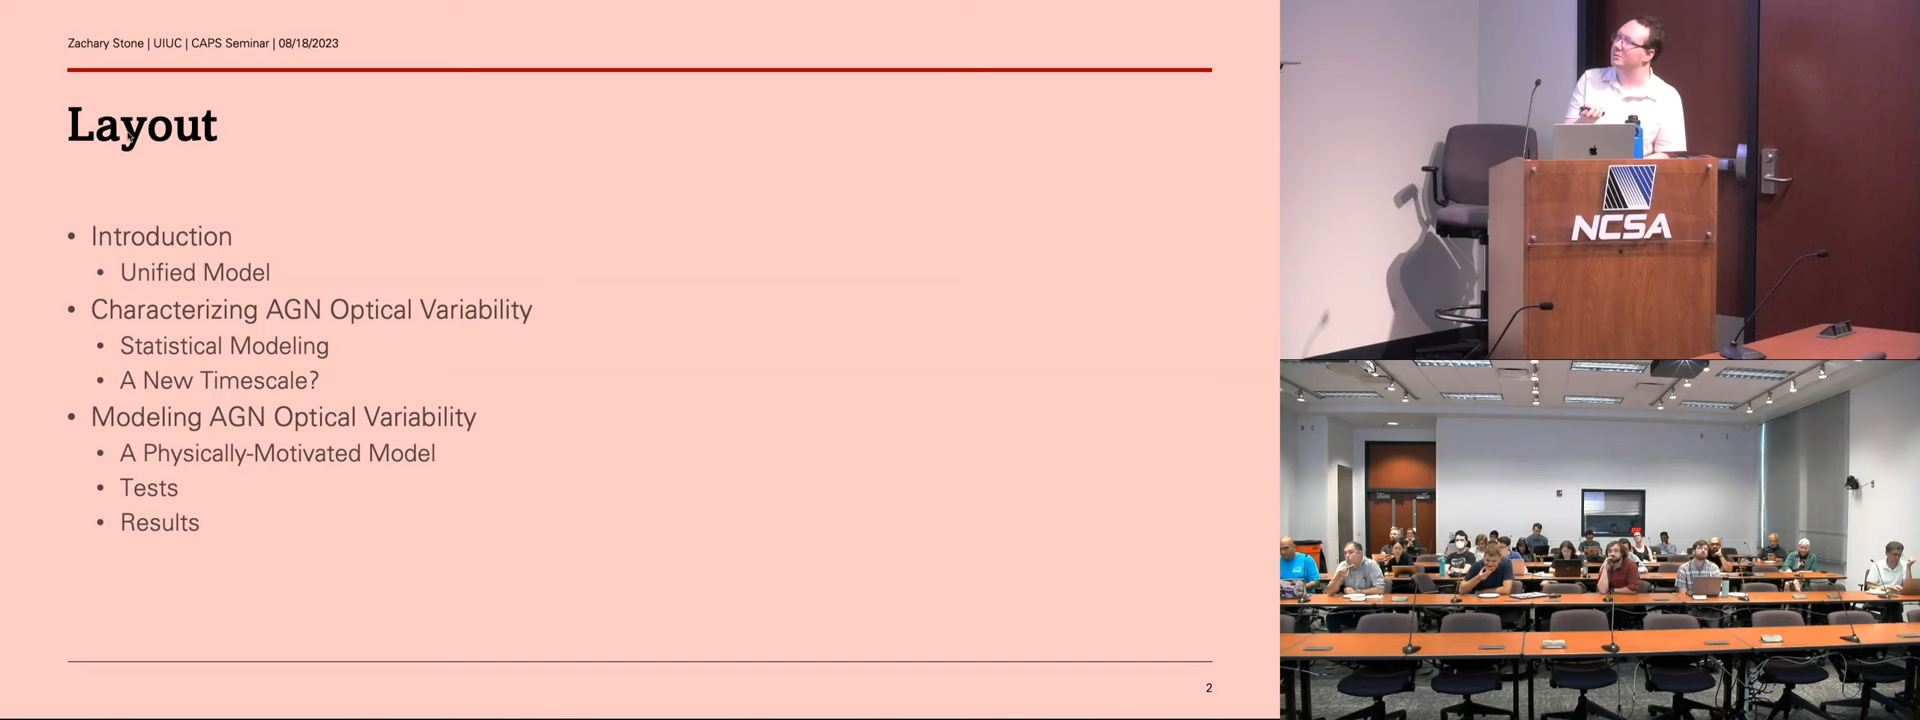 Zachary Stone | UIUC | CAPS Seminar | 08/18/2023
Layout
• Introduction
• Unified Model
• Characterizing AGN Optical Variability
• Statistical Modeling
• A New Timescale?
• Modeling AGN Optical Variability
• A Physically-Motivated Model
• Tests
• Results
2
NCSA